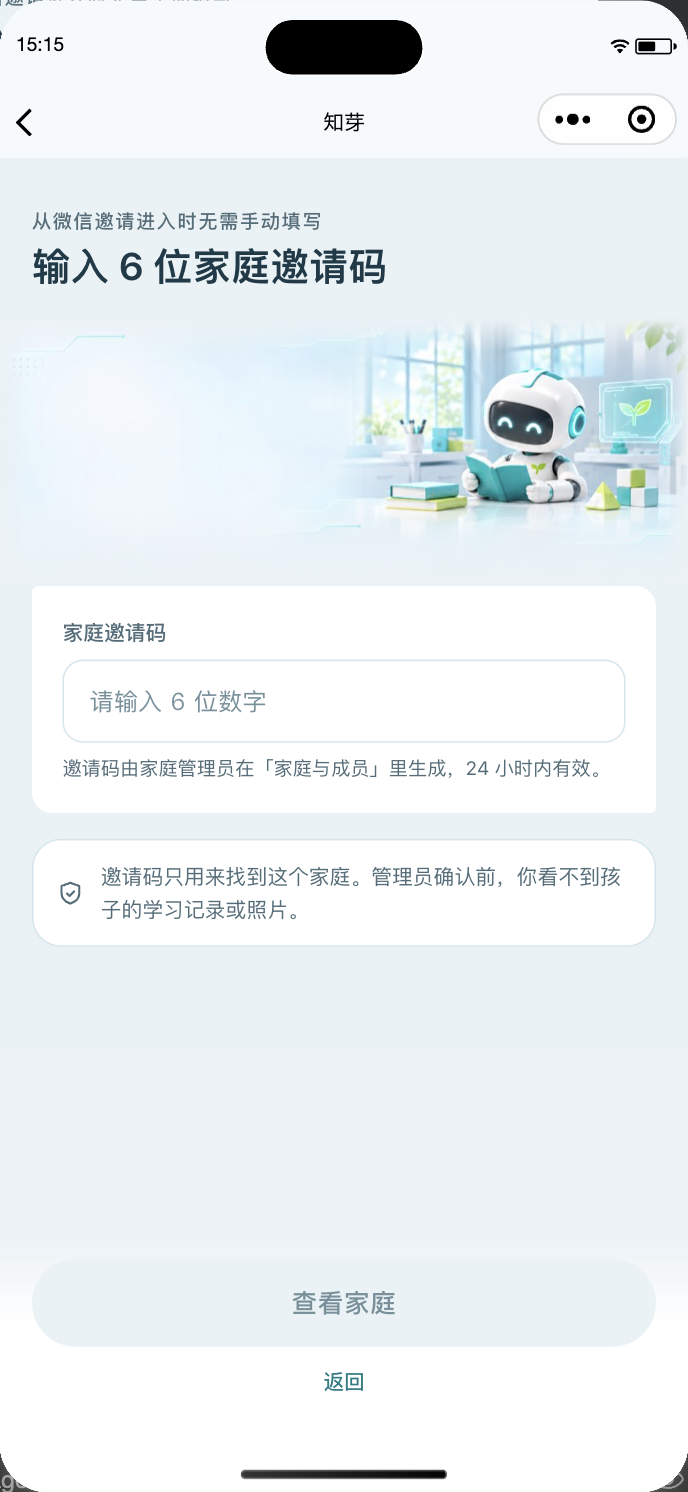 15:15
知芽
从微信邀请进入时无需手动填写
输入 6 位家庭邀请码
家庭邀请码
请输入 6 位数字
邀请码由家庭管理员在「家庭与成员」里生成，24 小时内有效。
邀请码只用来找到这个家庭。管理员确认前，你看不到孩
子的学习记录或照片。
查看家庭
返回